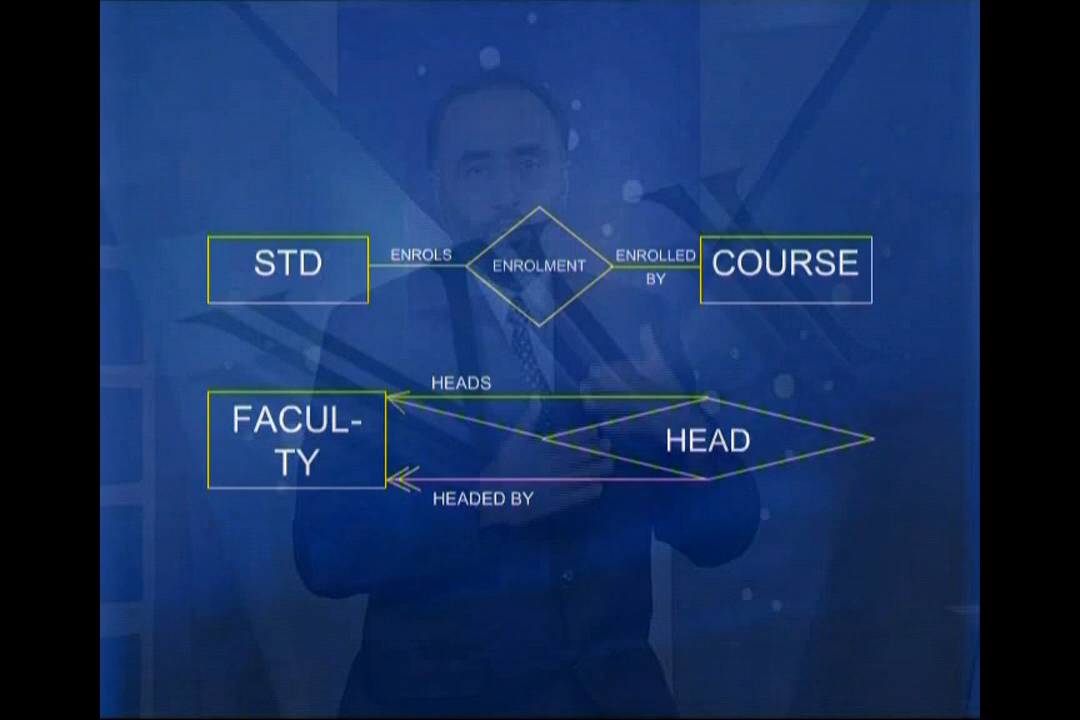 STD
ENROLS
ENROLMENT
ENROLLED
BY
COURSE
HEADS
FACUL-
TY
HEAD
HEADED BY